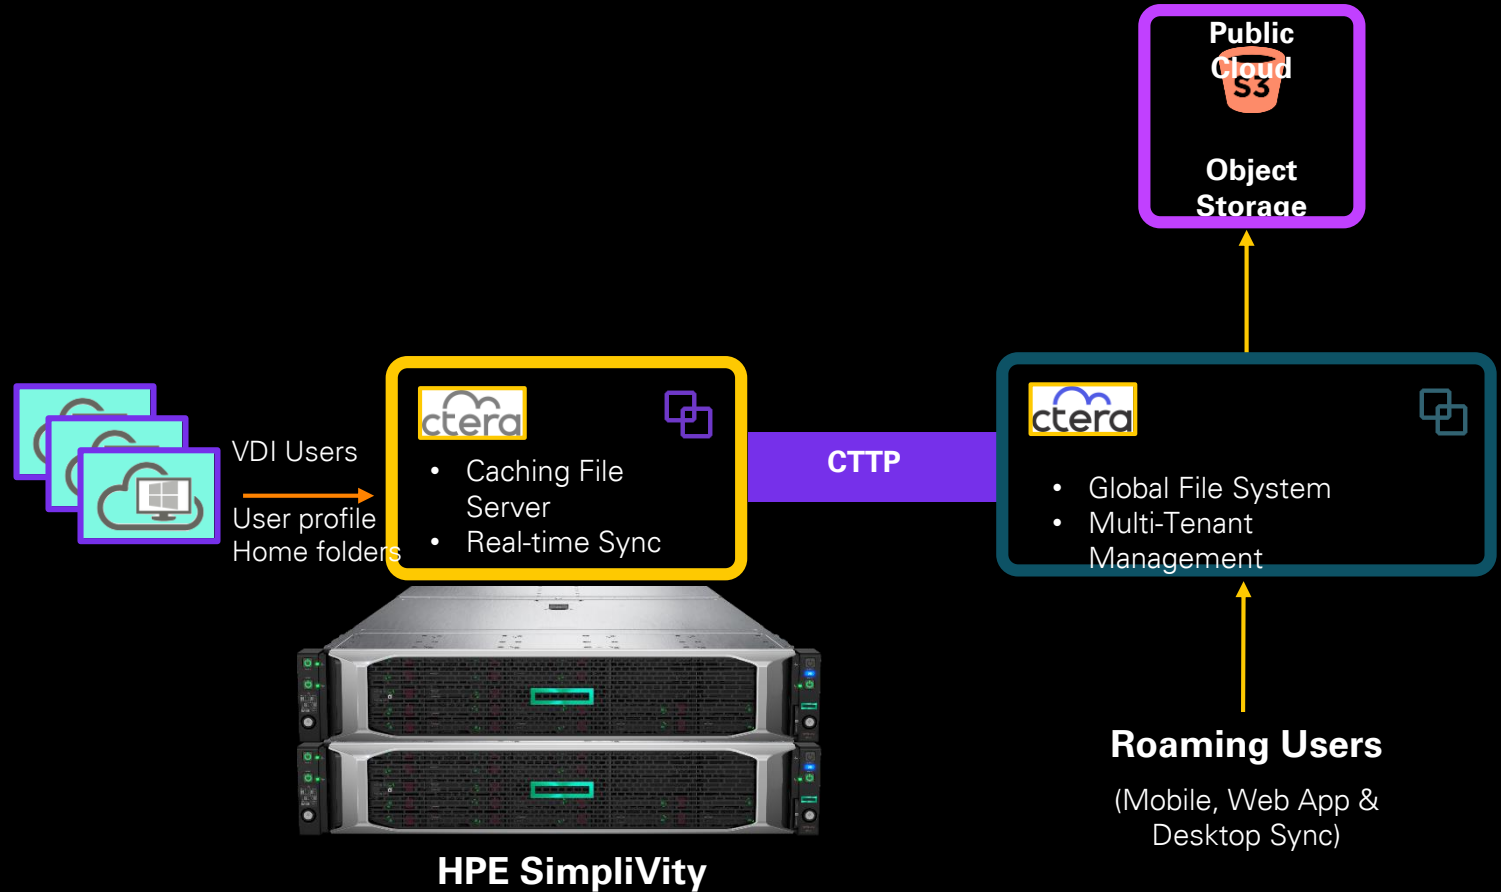 Public
Cloud
S3
Object
Storage
VDI Users
User profile
Home folders
ctera
• Caching File
Server
• Real-time Sync
CTTP
ctera
• Global File System
• Multi-Tenant
Management
Roaming Users
(Mobile, Web App &
Desktop Sync)
HPE SimpliVity